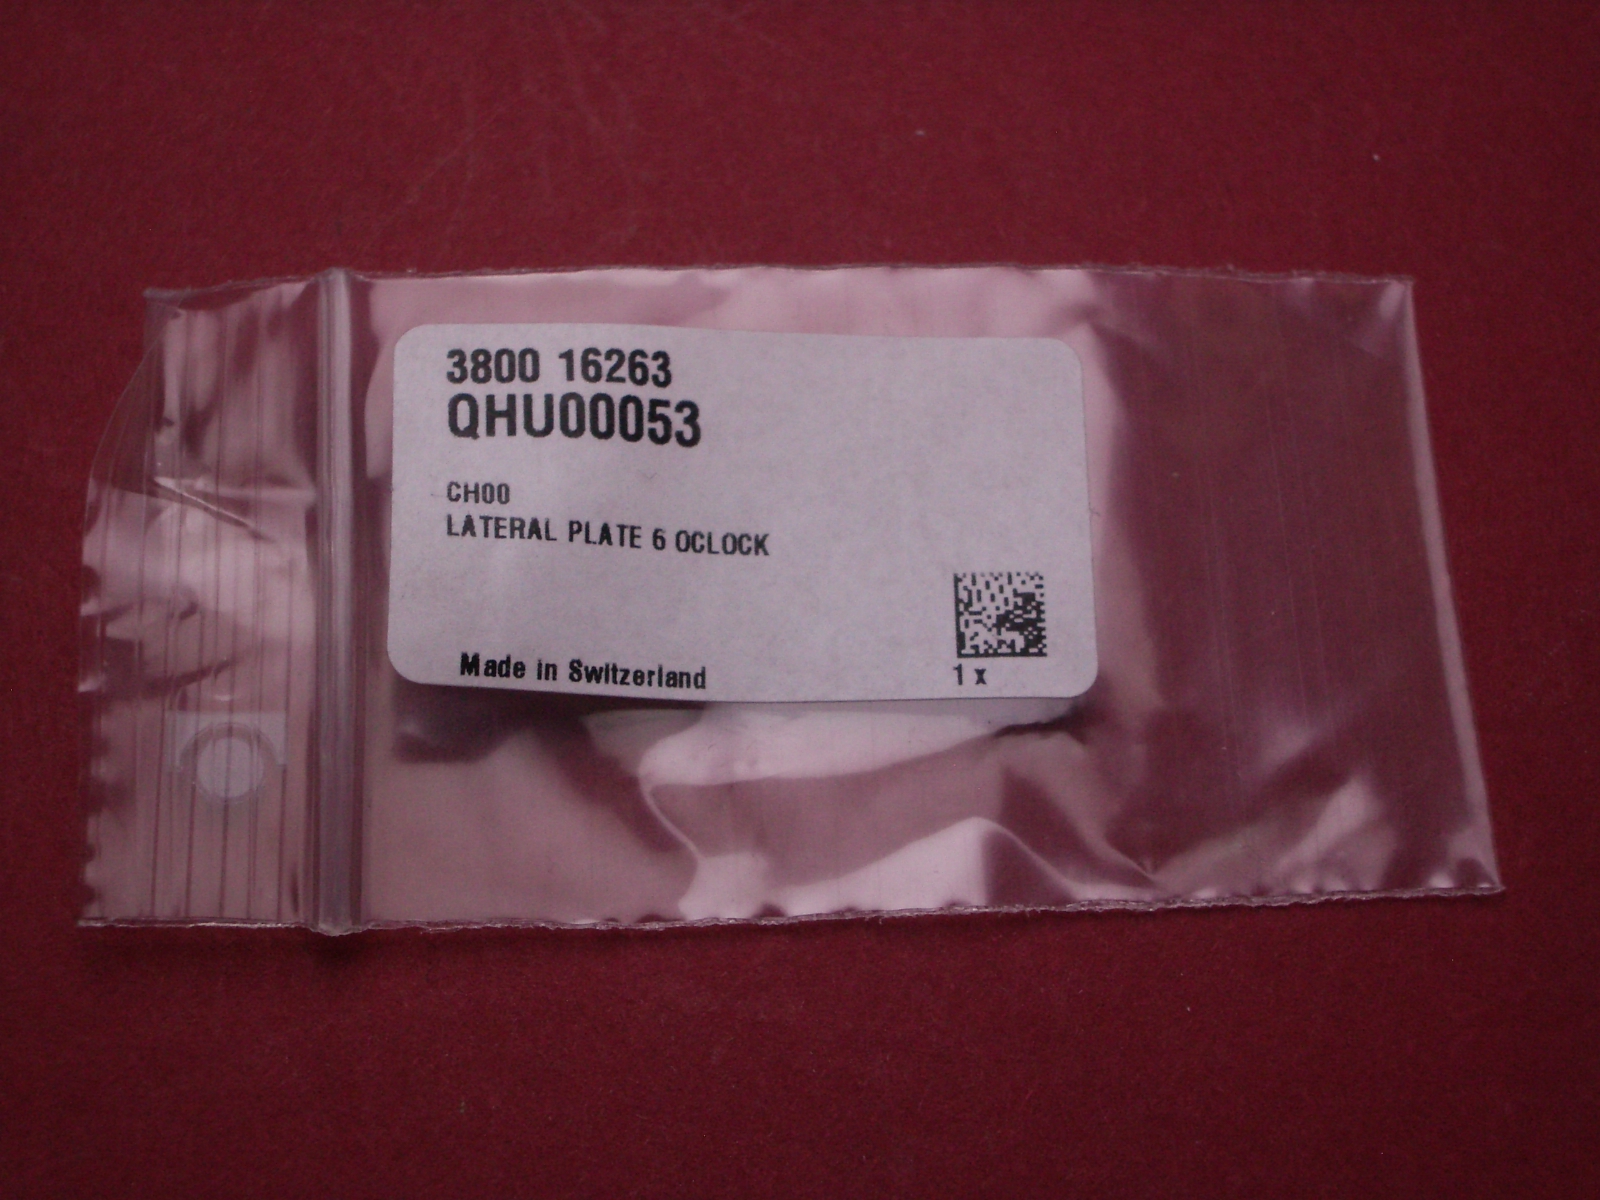 3800 16263
QHU00053
CH00
LATERAL PLATE 6 OCLOCK
Made in Switzerland
1 x